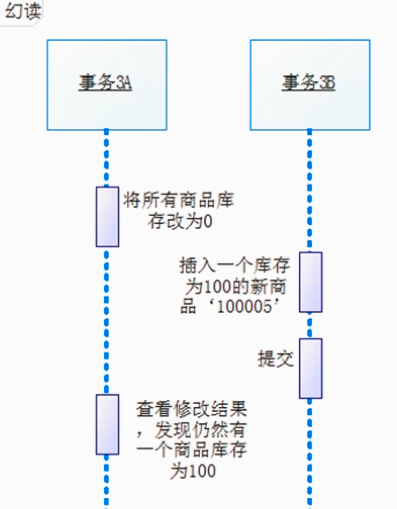 幻读
事务3A
事务3B
将所有商品库
存改为0
插入一个库存
为100的新商
品‘100005’
提交
查看修改结果
，发现仍然有
一个商品库存
为100